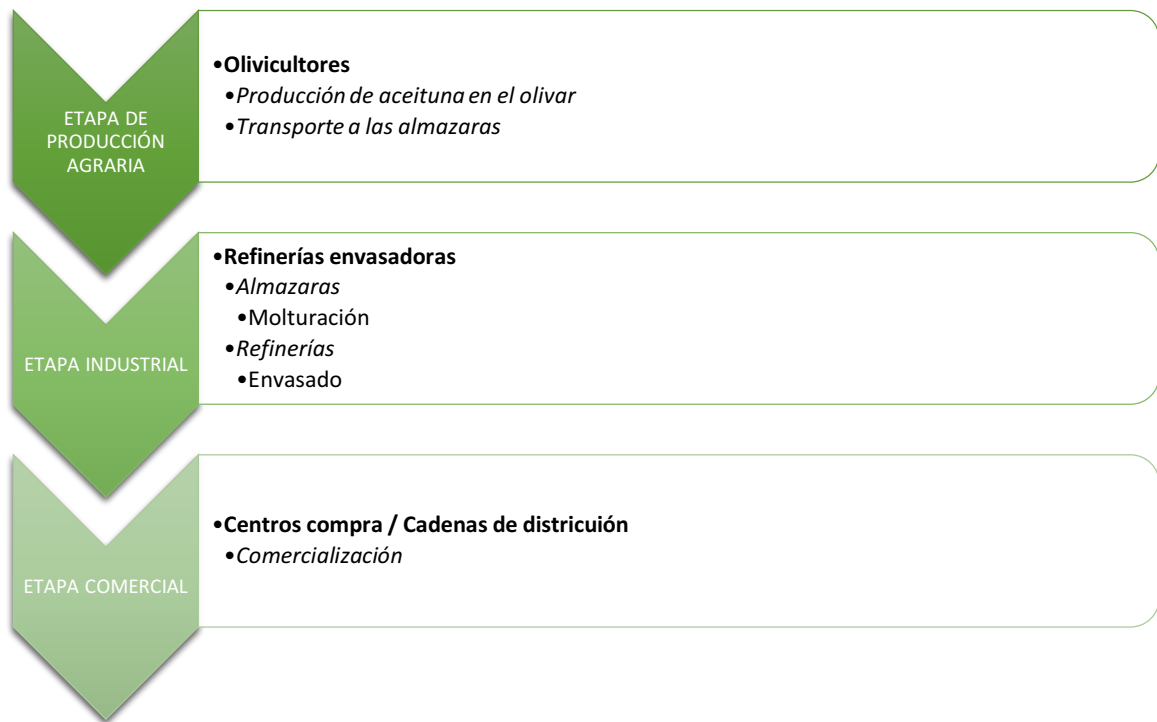 ETAPA DE
PRODUCCIÓN
AGRARIA
•Olivicultores
•Producción de aceituna en el olivar
•Transporte a las almazaras
ETAPA INDUSTRIAL
•Refinerías envasadoras
•Almazaras
•Molturación
•Refinerías
•Envasado
ETAPA COMERCIAL
•Centros compra / Cadenas de districuión
•Comercialización